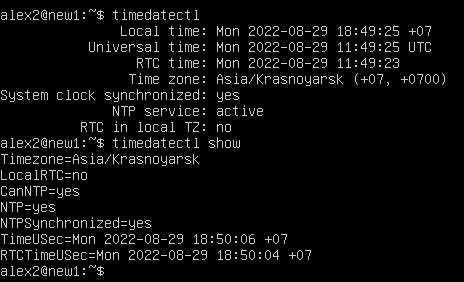 alex2@new1:~$ timedatectl
Local time: Mon 2022-08-29 18:49:25 +07
Universal time: Mon 2022-08-29 11:49:25 UTC
RTC time: Mon 2022-08-29 11:49:23
Time zone: Asia/Krasnoyarsk (+07, +0700)
System clock synchronized: yes
NTP service: active
RTC in local TZ: no
alex2@new1:~$ timedatectl show
Timezone=Asia/Krasnoyarsk
LocalRTC=no
CanNTP=yes
NTP=yes
NTPSynchronized=yes
TimeUSec=Mon 2022-08-29 18:50:06 +07
RTCTimeUSec=Mon 2022-08-29 18:50:04 +07
alex2@new1:~$